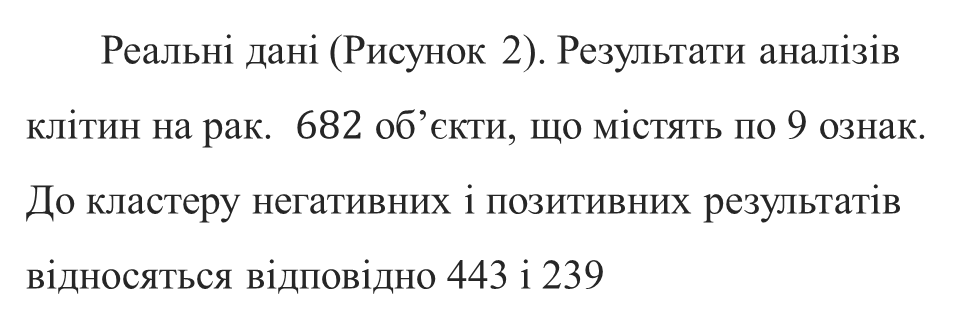 Реальні дані (Рисунок 2). Результати аналізів
клітин на рак. 682 об’єкти, що містять по 9 ознак.
До кластеру негативних і позитивних результатів
відносяться відповідно 443 і 239